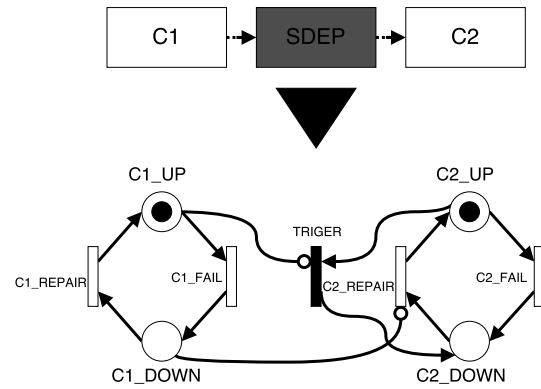 C1 SDEP C2
C1_UP C2_UP
TRIGER
C1_REPAIR C1_FAIL C2_REPAIR C2_FAIL
C1_DOWN C2_DOWN